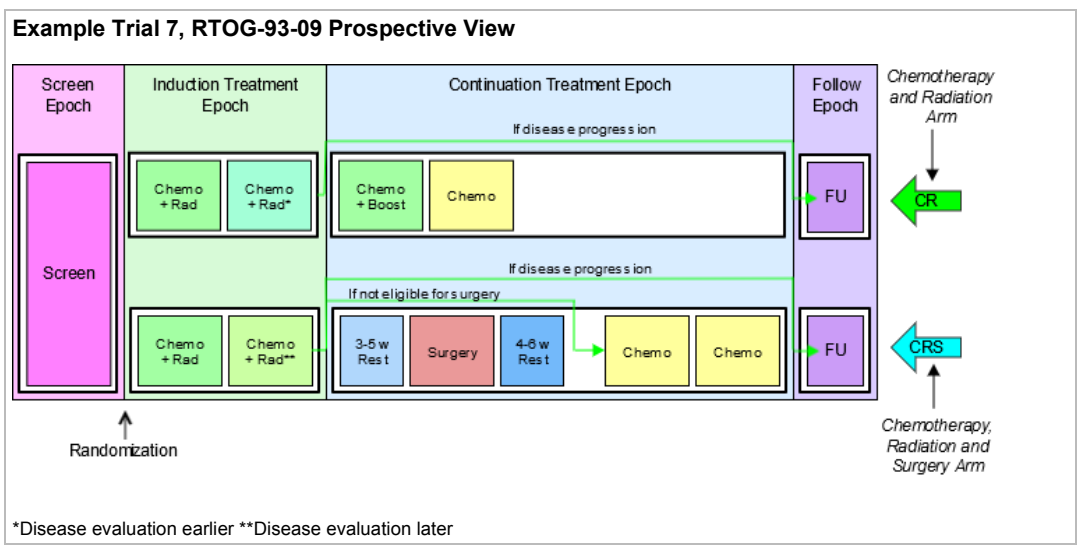 Example Trial 7, RTOG-93-09 Prospective View
Screen
Epoch
Induction Treatment
Epoch
Continuation Treatment Epoch
Follow
Epoch
Chemotherapy
and Radiation
Arm
If disease progression
Chemo
+ Rad
Chemo
+ Rad*
Chemo
+ Boost
Chemo
FU
CR
Screen
If disease progression
If not eligible for surgery
Chemo
+ Rad
Chemo
+ Rad**
3-5 w
Rest
Surgery
4-6 w
Rest
Chemo
Chemo
FU
CRS
Randomization
Chemotherapy,
Radiation and
Surgery Arm
*Disease evaluation earlier **Disease evaluation later